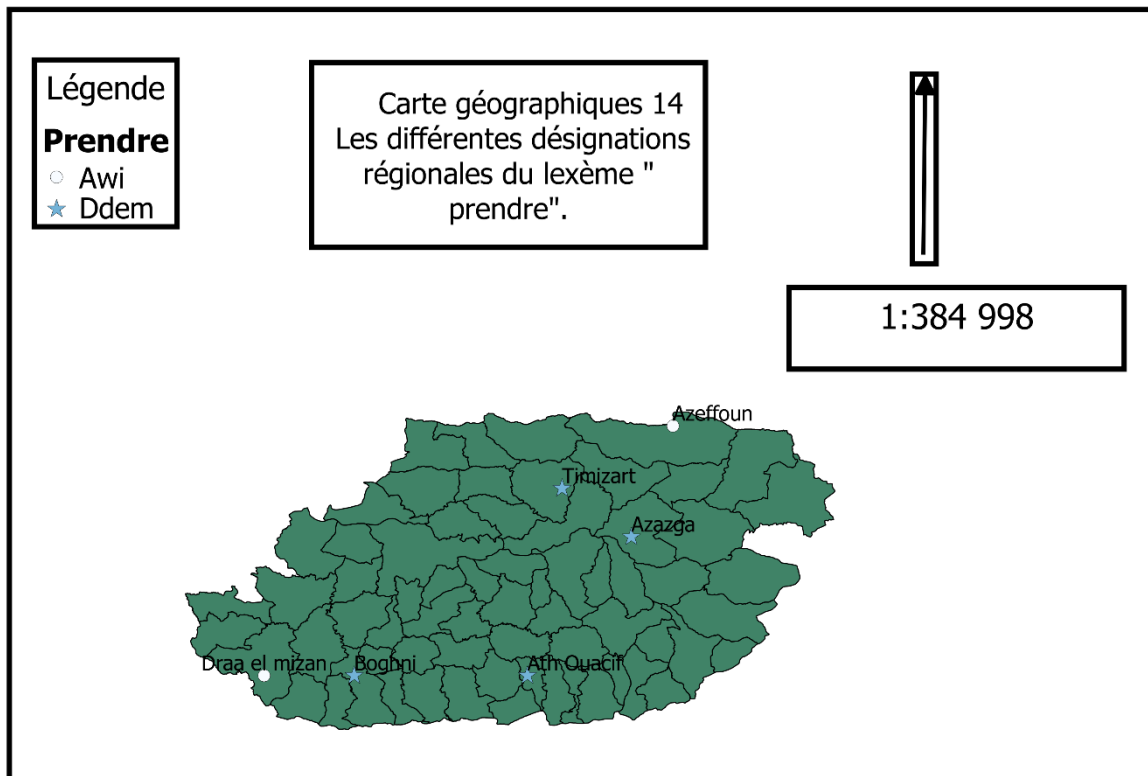 Légende
Prendre
Awi
Ddem
Carte géographiques 14
Les différentes désignations
régionales du lexème "
prendre".
1:384 998
Azeffoun
Timizart
Azazga
Draa el mizan
Boghni
Ath Ouacif